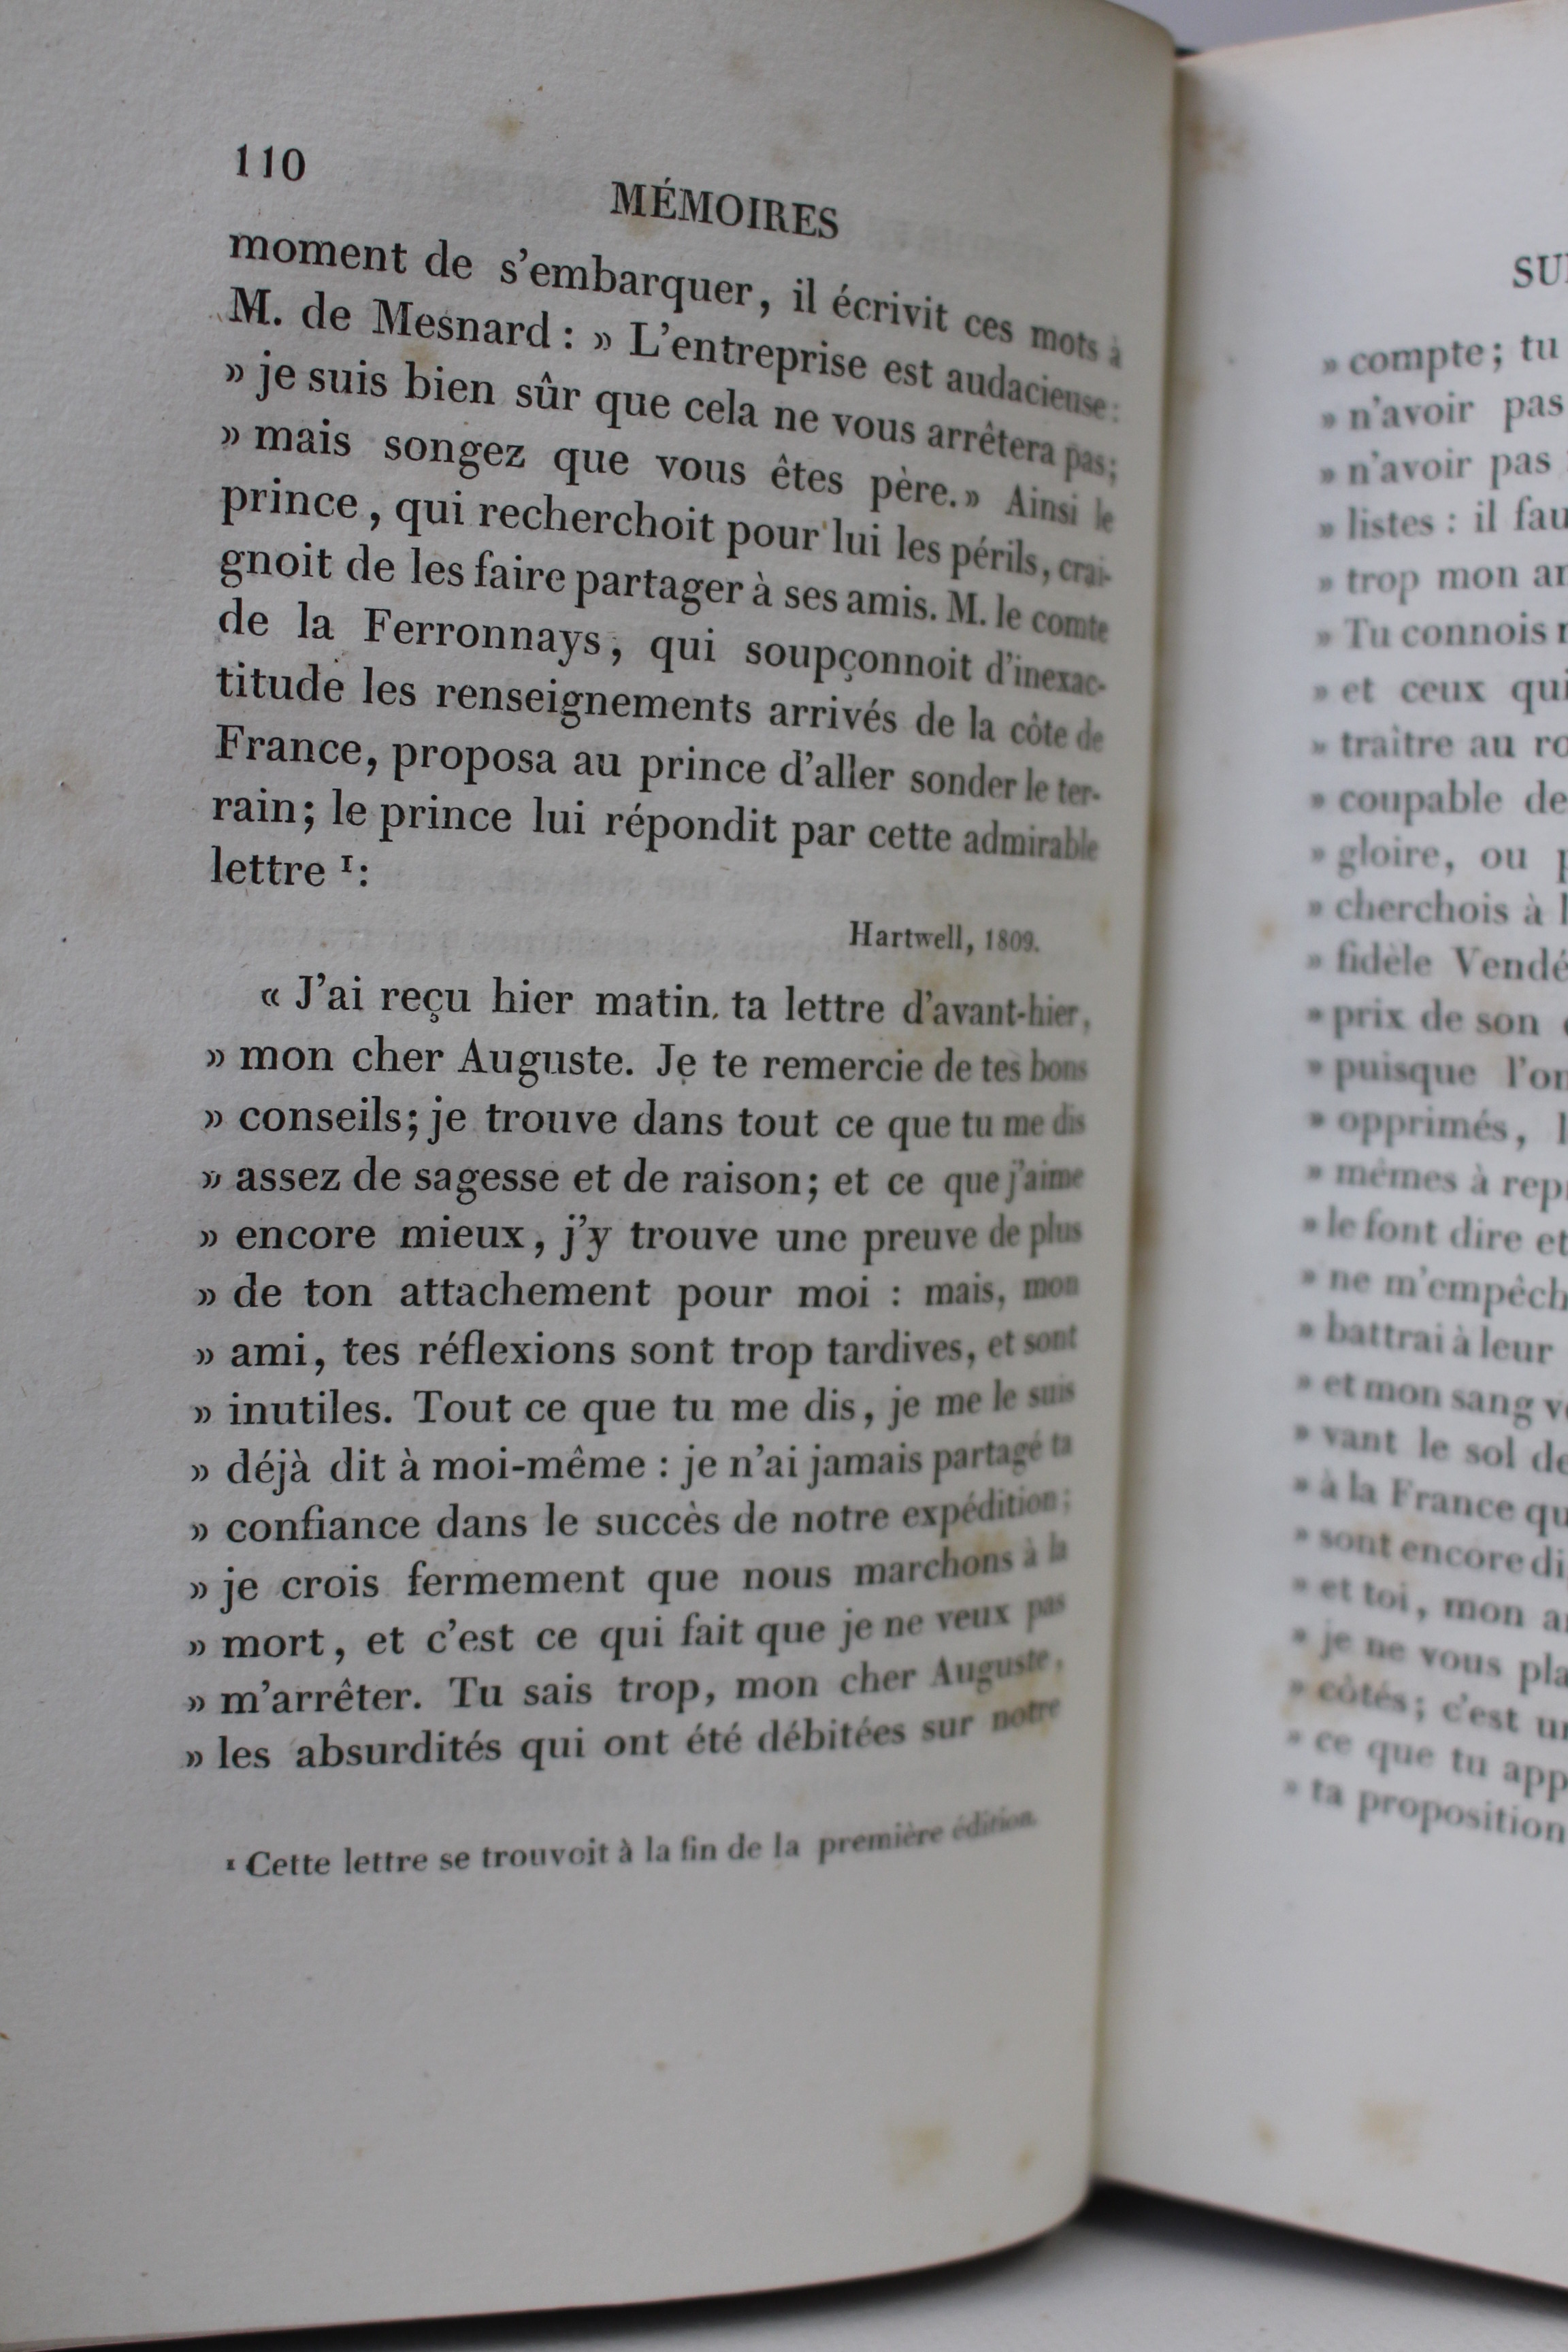 110
MÉMOIRES
moment de s'embarquer, il écrivit ces mots à
M. de Mesnard : » L'entreprise est audacieuse :
» je suis bien sûr que cela ne vous arrêtera pas;
» mais songez que vous êtes père.» Ainsi le
prince, qui recherchoit pour lui les périls, crai-
gnoit de les faire partager à ses amis. M. le comte
de la Ferronnays, qui soupçonnoit d'inexac-
titude les renseignements arrivés de la côte de
France, proposa au prince d'aller sonder le ter-
rain; le prince lui répondit par cette admirable
lettre 1:
Hartwell, 1809.
« J'ai reçu hier matin. ta lettre d'avant-hier,
» mon cher Auguste. Je te remercie de tes bons
» conseils; je trouve dans tout ce que tu me dis
» assez de sagesse et de raison; et ce que j'aime
» encore mieux, j'y trouve une preuve de plus
» de ton attachement pour moi : mais, mon
» ami, tes réflexions sont trop tardives, et sont
» inutiles. Tout ce que tu me dis, je me le suis
» déjà dit à moi-même : je n'ai jamais partagé ta
» confiance dans le succès de notre expédition;
» je crois fermement que nous marchons à la
» mort, et c'est ce qui fait que je ne veux pas
» m'arrêter. Tu sais trop, mon cher Auguste,
» les absurdités qui ont été débitées sur notre
1 Cette lettre se trouvoit à la fin de la première édition.
SU
» compte; tu
» n'avoir pas
» n'avoir pas
» listes : il fau
» trop mon
» Tu connois
» et ceux qui
» traître au
» coupable de
» gloire, ou
» cherchois à
» fidèle Vendé
» prix de son
» puisque l'on
» opprimés,
» mêmes à rep
» le font dire et
» ne m'empêch
» battrai à leur
» et mon sang
» vant le sol de
» à la France qu
» sont encore di
» et toi, mon
» je ne vous pla
» côtés; c'est
» ce que tu app
» ta proposition